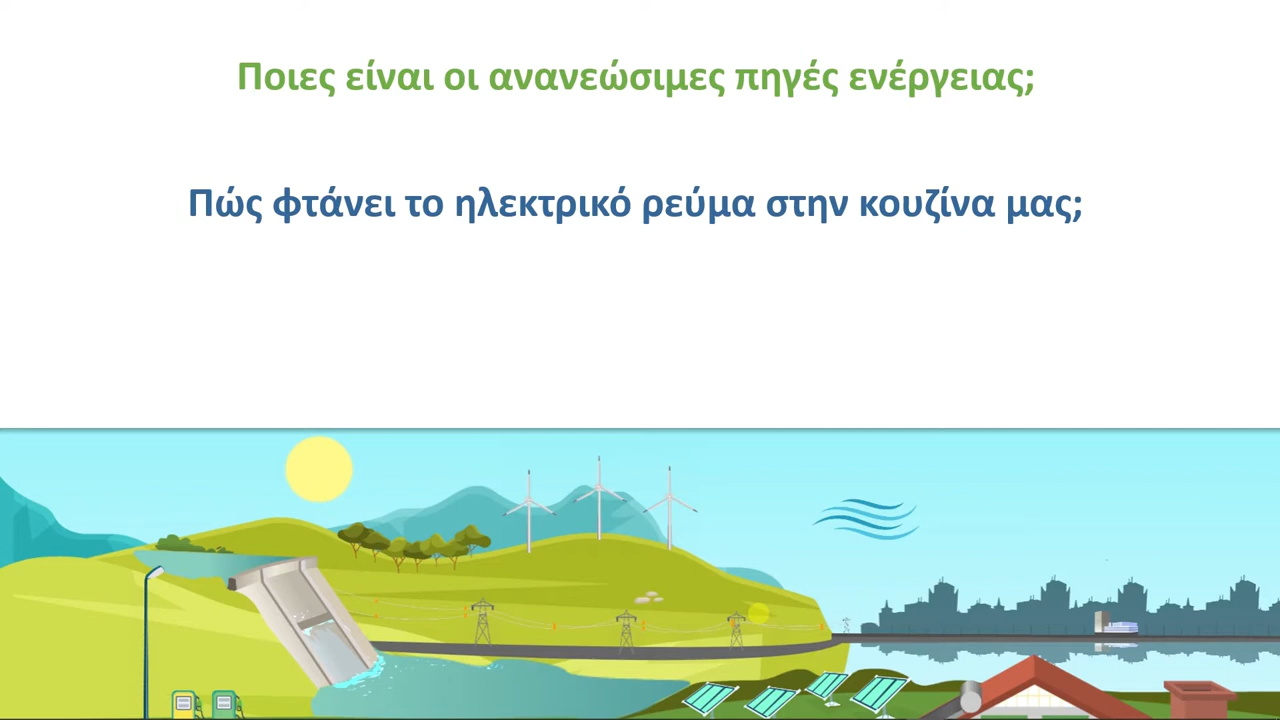 Ποιες είναι οι ανανεώσιμες πηγές ενέργειας;
Πώς φτάνει το ηλεκτρικό ρεύμα στην κουζίνα μας;